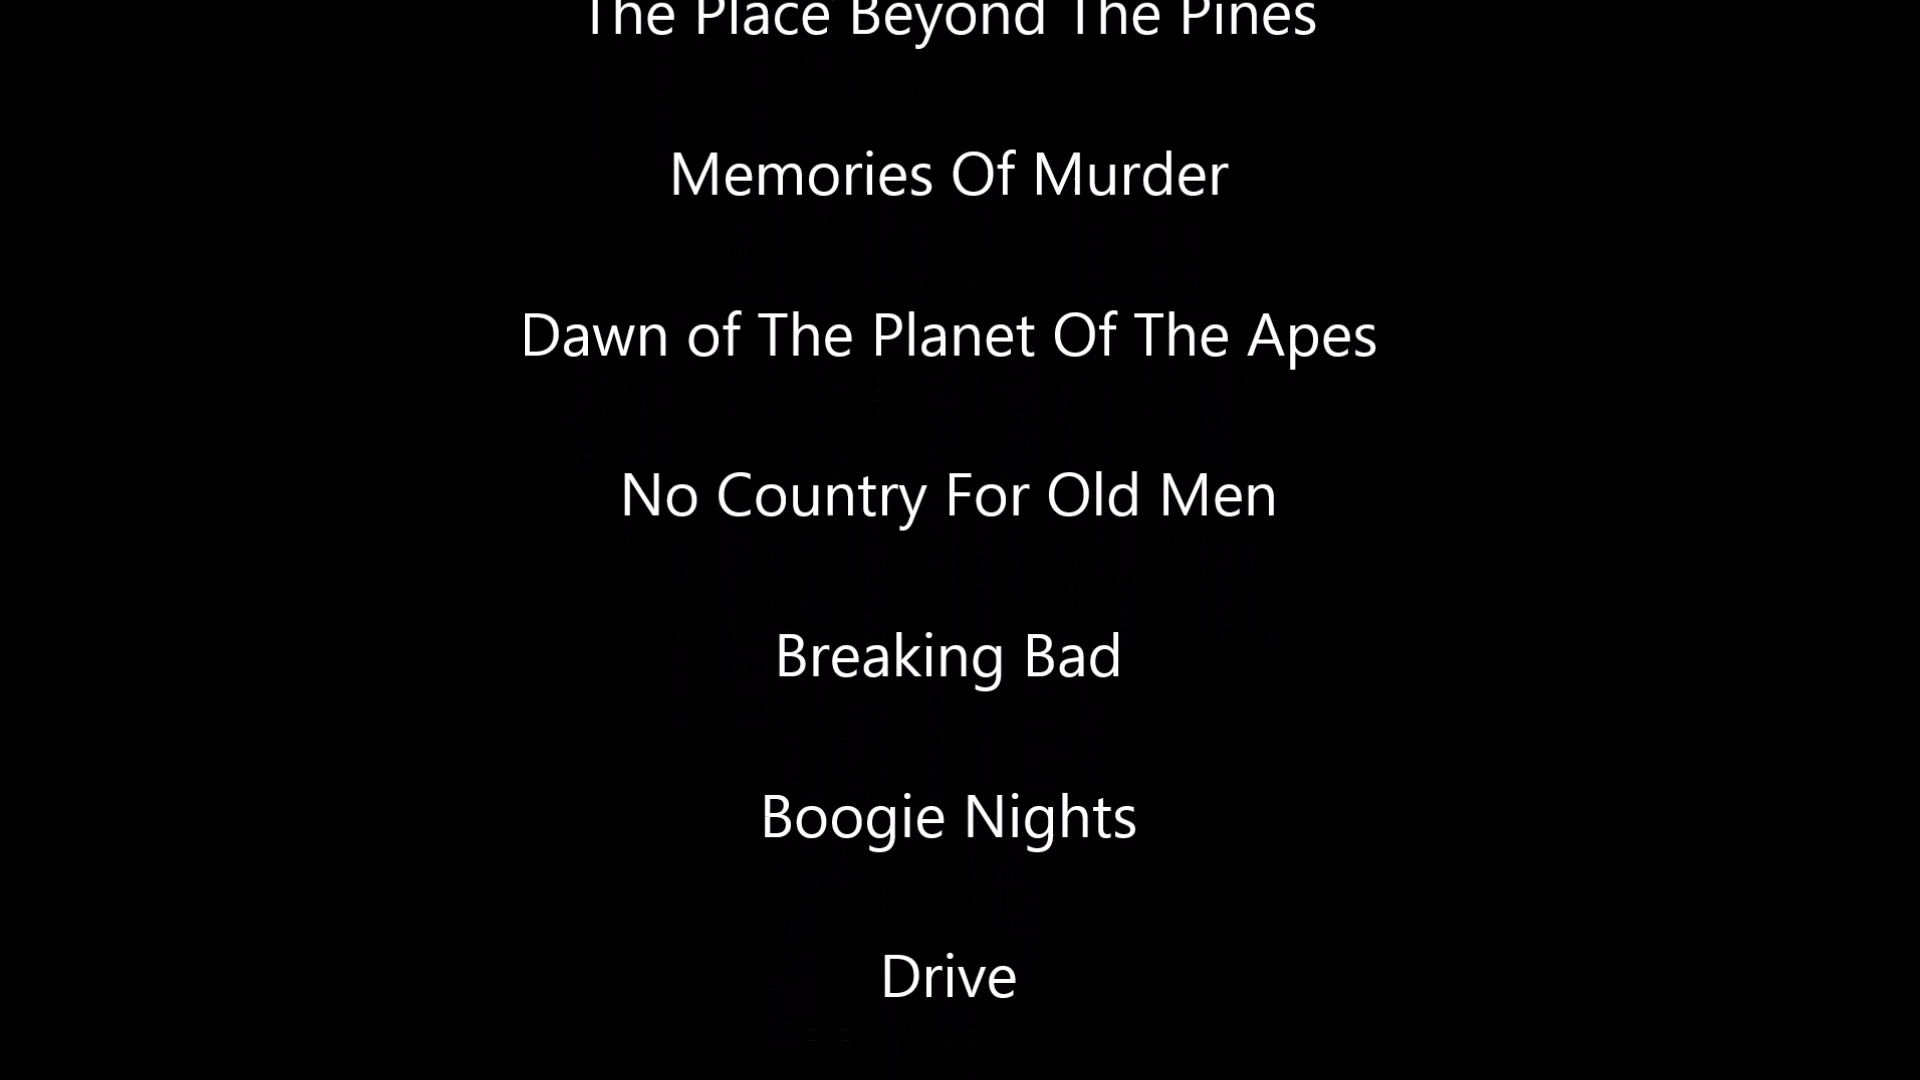 The Place Beyond The Pines
Memories Of Murder
Dawn of The Planet Of The Apes
No Country For Old Men
Breaking Bad
Boogie Nights
Drive